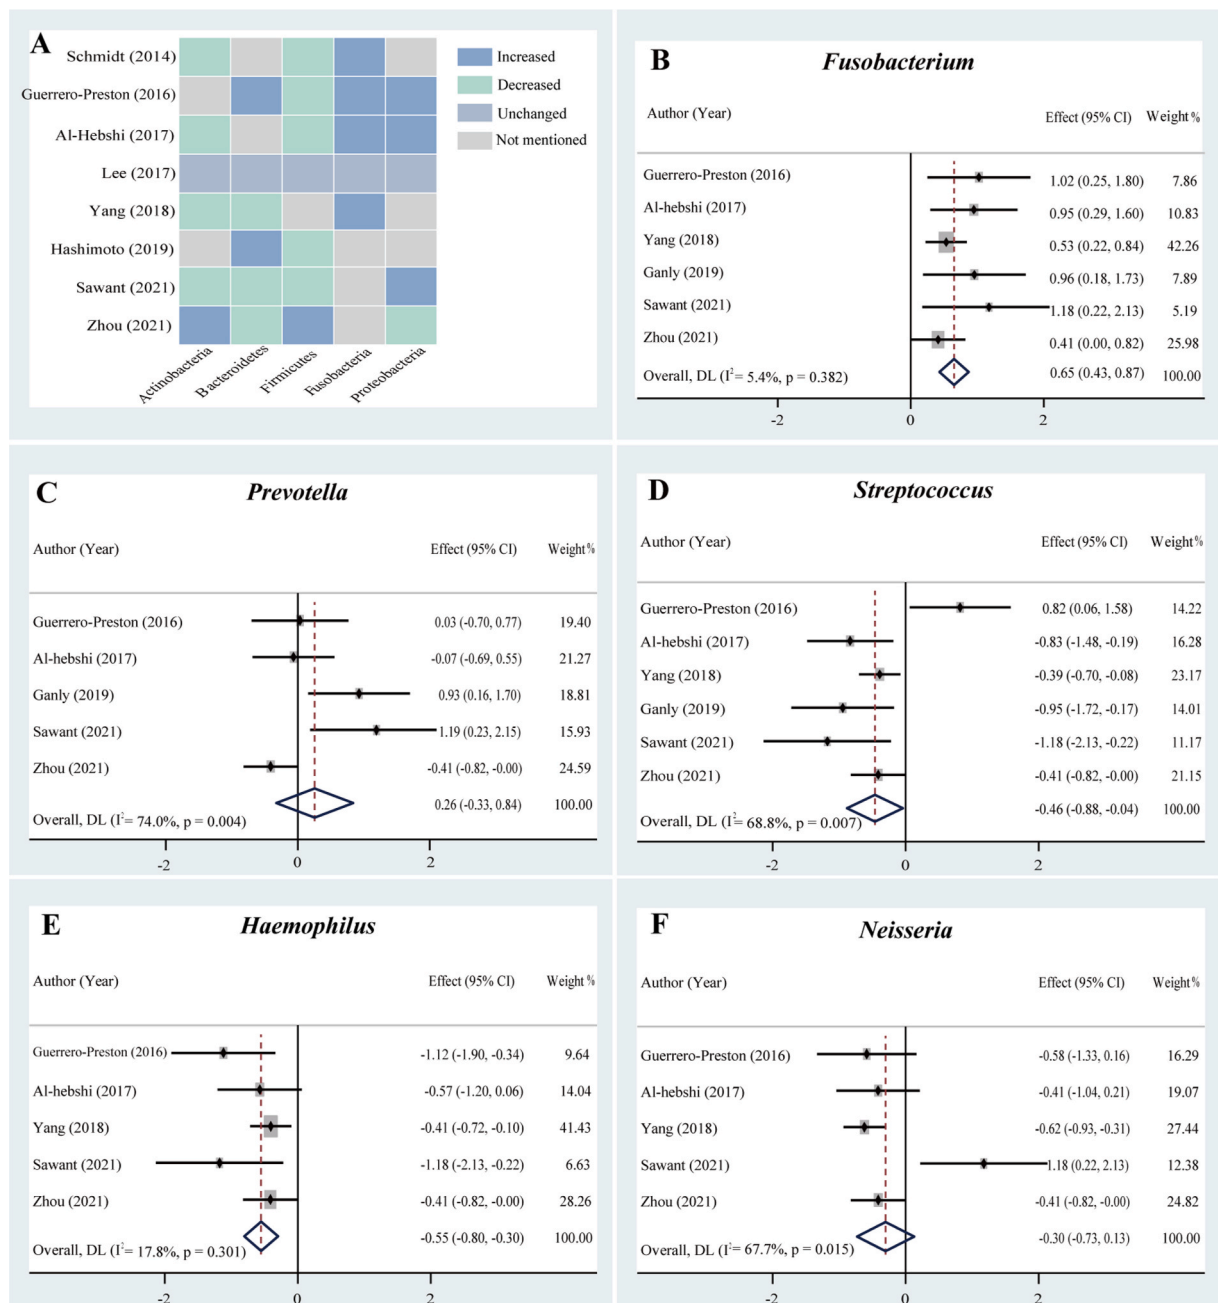 A
Schmidt (2014)
Guerrero-Preston (2016)
Al-Hebshi (2017)
Lee (2017)
Yang (2018)
Hashimoto (2019)
Sawant (2021)
Zhou (2021)
Actinobacteria
Bacteroidetes
Firmicutes
Fusobacteria
Proteobacteria
Increased
Decreased
Unchanged
Not mentioned
B
Fusobacterium
Author (Year) Effect (95% CI) Weight%
Guerrero-Preston (2016) 1.02 (0.25, 1.80) 7.86
Al-hebshi (2017) 0.95 (0.29, 1.60) 10.83
Yang (2018) 0.53 (0.22, 0.84) 42.26
Ganly (2019) 0.96 (0.18, 1.73) 7.89
Sawant (2021) 1.18 (0.22, 2.13) 5.19
Zhou (2021) 0.41 (0.00, 0.82) 25.98
Overall, DL (I²= 5.4%, p = 0.382) 0.65 (0.43, 0.87) 100.00
-2 0 2
C
Prevotella
Author (Year) Effect (95% CI) Weight%
Guerrero-Preston (2016) 0.03 (-0.70, 0.77) 19.40
Al-hebshi (2017) -0.07 (-0.69, 0.55) 21.27
Ganly (2019) 0.93 (0.16, 1.70) 18.81
Sawant (2021) 1.19 (0.23, 2.15) 15.93
Zhou (2021) -0.41 (-0.82, -0.00) 24.59
Overall, DL (I²= 74.0%, p = 0.004) 0.26 (-0.33, 0.84) 100.00
-2 0 2
D
Streptococcus
Author (Year) Effect (95% CI) Weight%
Guerrero-Preston (2016) 0.82 (0.06, 1.58) 14.22
Al-hebshi (2017) -0.83 (-1.48, -0.19) 16.28
Yang (2018) -0.39 (-0.70, -0.08) 23.17
Ganly (2019) -0.95 (-1.72, -0.17) 14.01
Sawant (2021) -1.18 (-2.13, -0.22) 11.17
Zhou (2021) -0.41 (-0.82, -0.00) 21.15
Overall, DL (I²= 68.8%, p = 0.007) -0.46 (-0.88, -0.04) 100.00
-2 0 2
E
Haemophilus
Author (Year) Effect (95% CI) Weight%
Guerrero-Preston (2016) -1.12 (-1.90, -0.34) 9.64
Al-hebshi (2017) -0.57 (-1.20, 0.06) 14.04
Yang (2018) -0.41 (-0.72, -0.10) 41.43
Sawant (2021) -1.18 (-2.13, -0.22) 6.63
Zhou (2021) -0.41 (-0.82, -0.00) 28.26
Overall, DL (I²= 17.8%, p = 0.301) -0.55 (-0.80, -0.30) 100.00
-2 0 2
F
Neisseria
Author (Year) Effect (95% CI) Weight%
Guerrero-Preston (2016) -0.58 (-1.33, 0.16) 16.29
Al-hebshi (2017) -0.41 (-1.04, 0.21) 19.07
Yang (2018) -0.62 (-0.93, -0.31) 27.44
Sawant (2021) 1.18 (0.22, 2.13) 12.38
Zhou (2021) -0.41 (-0.82, -0.00) 24.82
Overall, DL (I²= 67.7%, p = 0.015) -0.30 (-0.73, 0.13) 100.00
-2 0 2